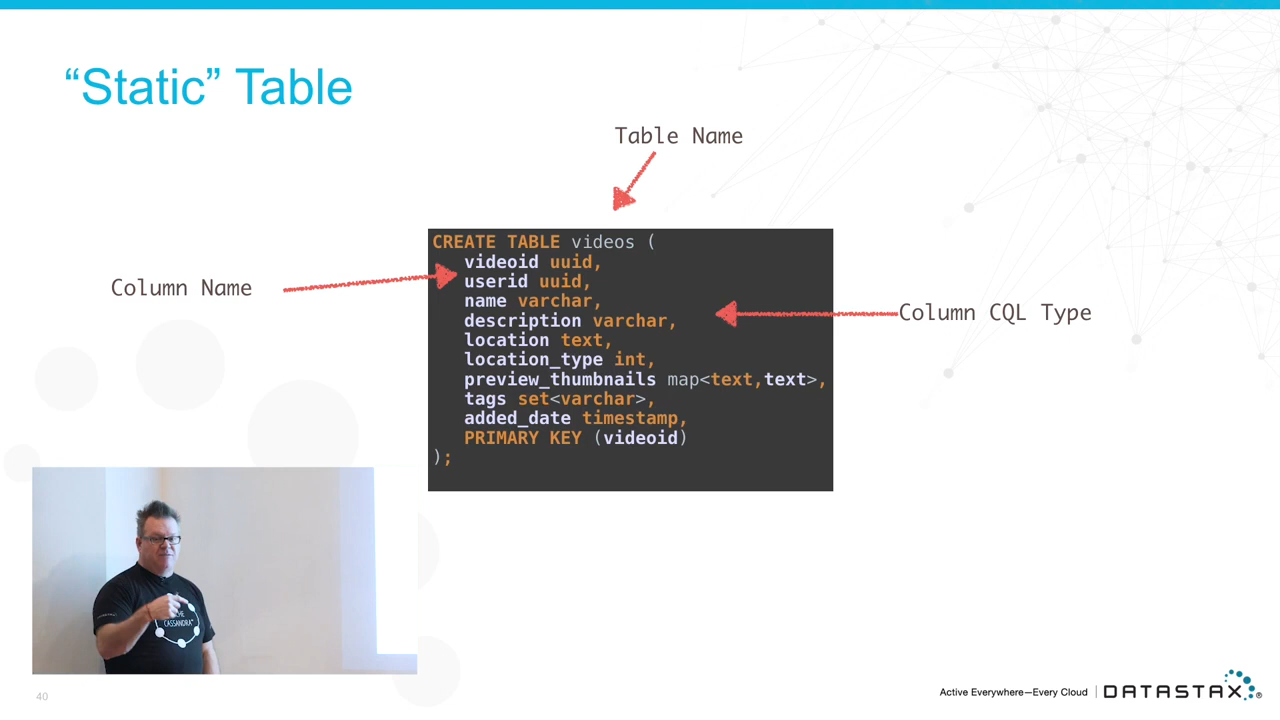 “Static” Table
Table Name
Column Name
Column CQL Type
CREATE TABLE videos (
videoid uuid,
userid uuid,
name varchar,
description varchar,
location text,
location_type int,
preview_thumbnails map<text,text>,
tags set<varchar>,
added_date timestamp,
PRIMARY KEY (videoid)
);
CASSANDRA
40
Active Everywhere—Every Cloud
DATASTAX®